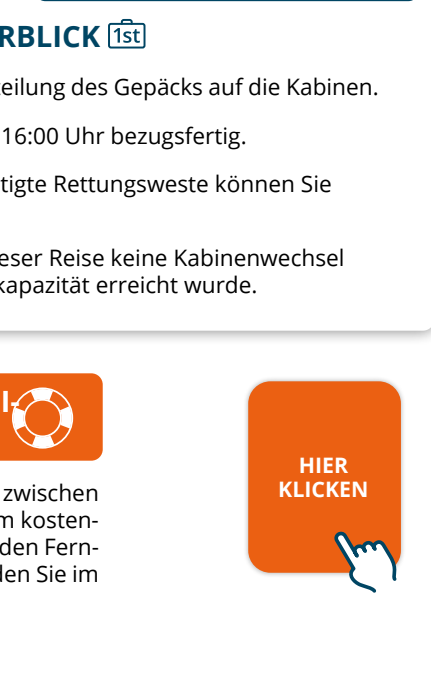 RBLICK 1st
eilung des Gepäcks auf die Kabinen.
16:00 Uhr bezugsfertig.
tigte Rettungsweste können Sie
eser Reise keine Kabinenwechsel
kapazität erreicht wurde.
l-
zwischen
m kosten-
den Fern-
den Sie im
HIER
KLICKEN